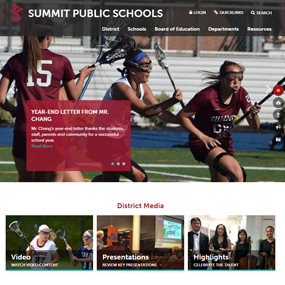 SUMMIT PUBLIC SCHOOLS
LOGIN QUICKLINKS SEARCH
District Schools Board of Education Departments Resources
15
YEAR-END LETTER FROM MR. CHANG
Mr. Chang's year-end letter thanks the students, staff, parents and community for a successful school year.
Read More
District Media
Video
WATCH VIDEO CONTENT
Presentations
REVIEW KEY PRESENTATIONS
Highlights
CELEBRATE THE TALENT